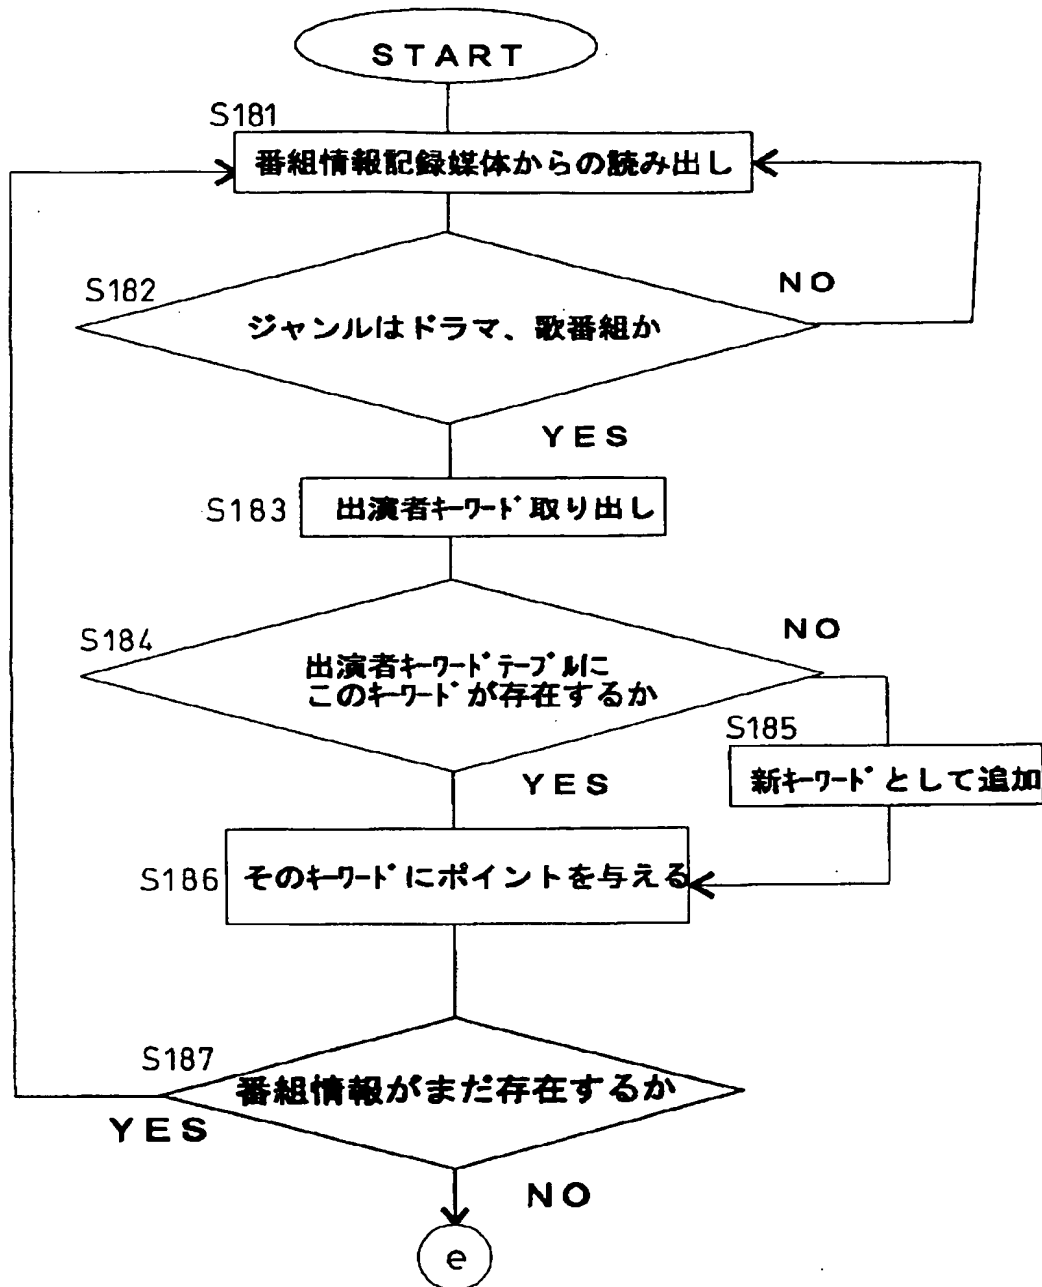 START
S181
番組情報記録媒体からの読み出し
S182
NO
ジャンルはドラマ、歌番組か
YES
S183
出演者ｷｰﾜｰﾄﾞ取り出し
S184
NO
出演者ｷｰﾜｰﾄﾞﾃｰﾌﾞﾙに
このｷｰﾜｰﾄﾞが存在するか
S185
YES
新ｷｰﾜｰﾄﾞとして追加
S186
そのｷｰﾜｰﾄﾞにポイントを与える
S187
番組情報がまだ存在するか
YES
NO
e